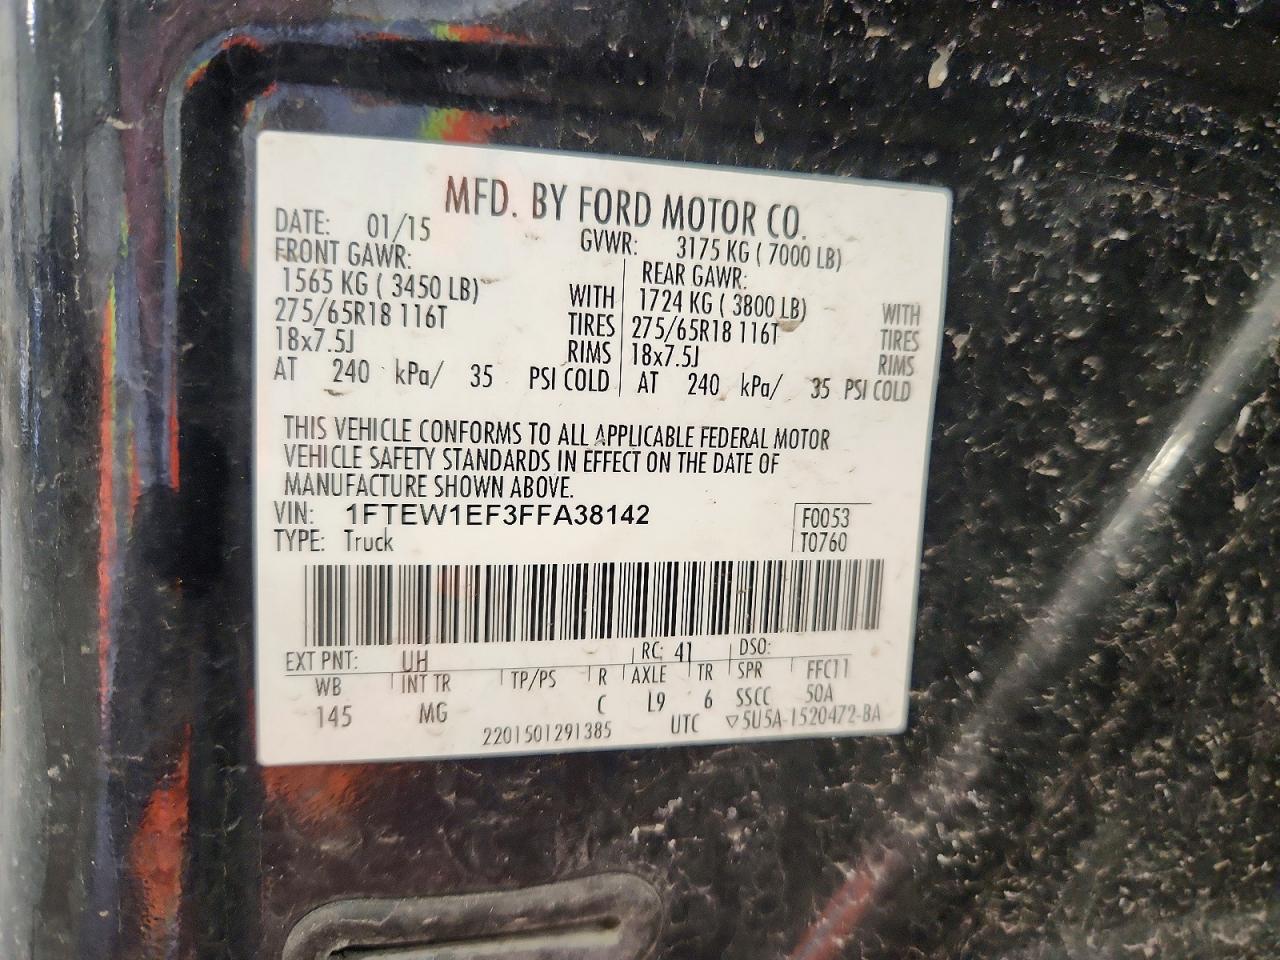 MFD. BY FORD MOTOR CO.
DATE: 01/15 GVWR: 3175 KG ( 7000 LB)
FRONT GAWR: REAR GAWR:
1565 KG ( 3450 LB) WITH 1724 KG ( 3800 LB) WITH
275/65R18 116T TIRES 275/65R18 116T TIRES
18x7.5J RIMS 18x7.5J RIMS
AT 240 kPa/ 35 PSI COLD AT 240 kPa/ 35 PSI COLD
THIS VEHICLE CONFORMS TO ALL APPLICABLE FEDERAL MOTOR
VEHICLE SAFETY STANDARDS IN EFFECT ON THE DATE OF
MANUFACTURE SHOWN ABOVE.
VIN: 1FTEW1EF3FFA38142 F0053
TYPE: Truck T0760
EXT PNT: UH RC: 41 DSO:
WB INT TR TP/PS R AXLE TR SPR FFC11
145 MG C L9 6 SSCC 50A
2201501291385 UTC ▽5U5A-1520472-BA